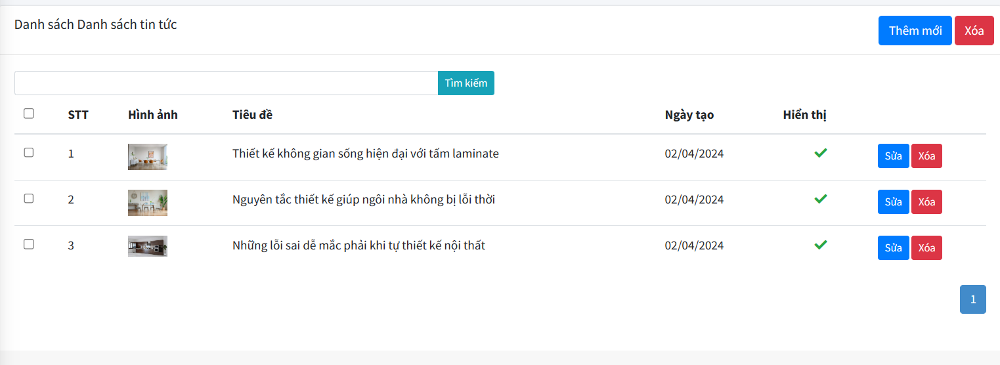 Danh sách Danh sách tin tức
Thêm mới Xóa
Tìm kiếm
STT Hình ảnh Tiêu đề Ngày tạo Hiển thị
1 Thiết kế không gian sống hiện đại với tấm laminate 02/04/2024 Sửa Xóa
2 Nguyên tắc thiết kế giúp ngôi nhà không bị lỗi thời 02/04/2024 Sửa Xóa
3 Những lỗi sai dễ mắc phải khi tự thiết kế nội thất 02/04/2024 Sửa Xóa
1